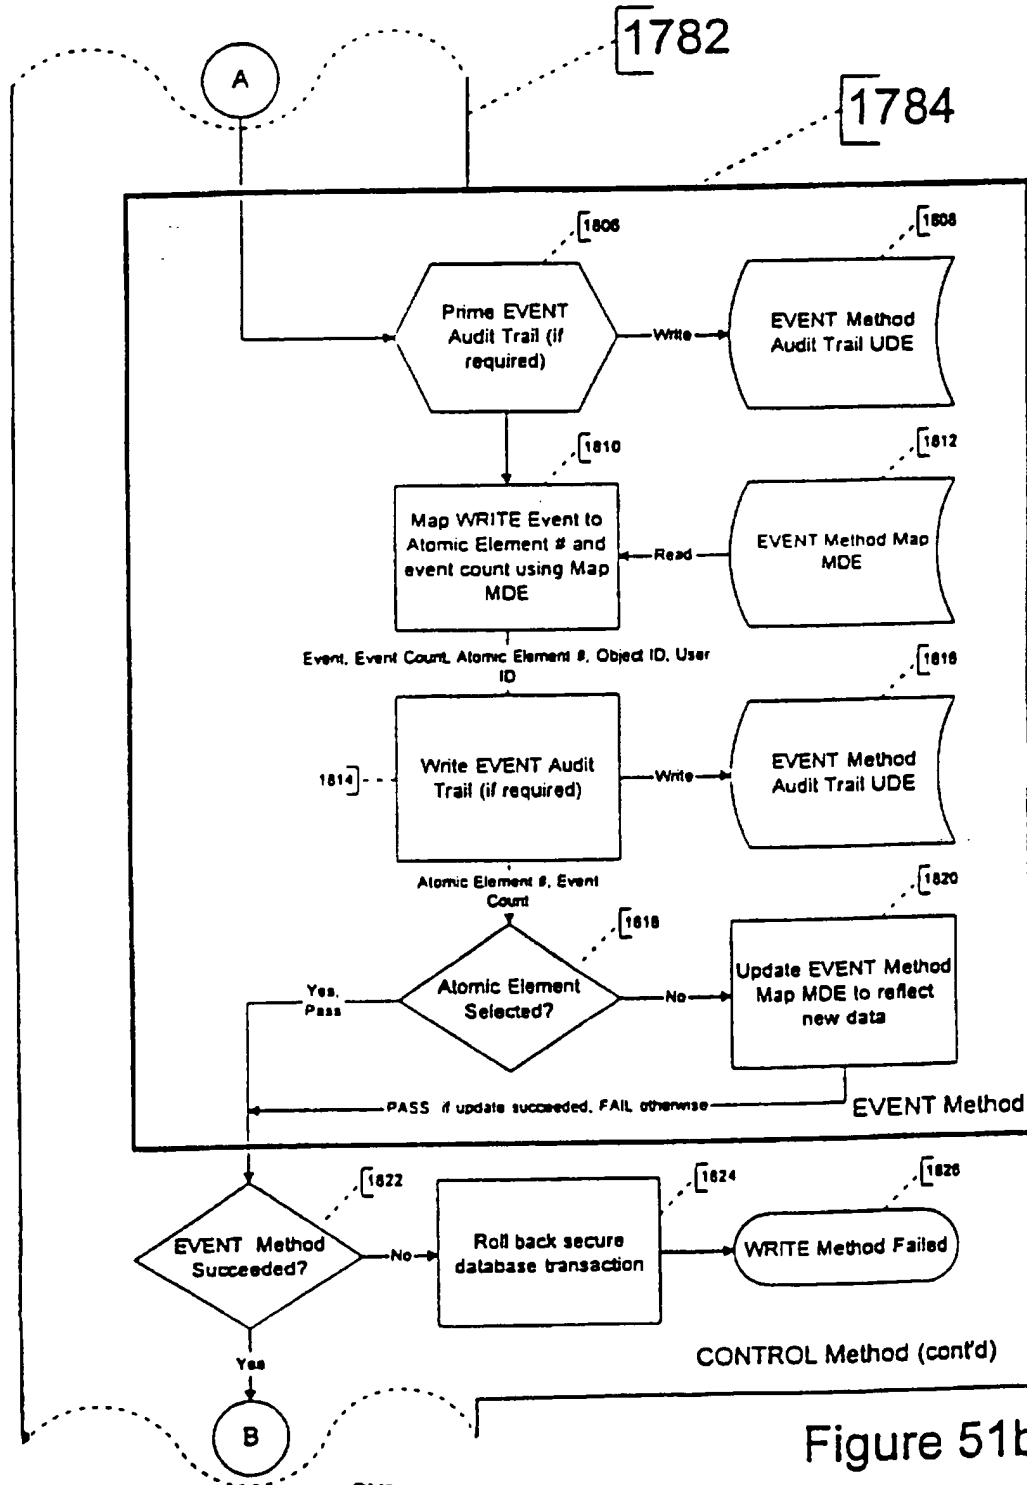 1782
A
1784
1806
1808
Prime EVENT
Audit Trail (if
required)
Write
EVENT Method
Audit Trail UDE
1810
1812
Map WRITE Event to
Atomic Element # and
event count using Map
MDE
Read
EVENT Method Map
MDE
Event, Event Count, Atomic Element #, Object ID, User
ID
1816
1814
Write EVENT Audit
Trail (if required)
Write
EVENT Method
Audit Trail UDE
Atomic Element #, Event
Count
1818
1820
Yes,
Pass
Atomic Element
Selected?
No
Update EVENT Method
Map MDE to reflect
new data
PASS if update succeeded, FAIL otherwise
EVENT Method
1822
1824
1826
EVENT Method
Succeeded?
No
Roll back secure
database transaction
WRITE Method Failed
Yes
CONTROL Method (cont'd)
B
Figure 51b